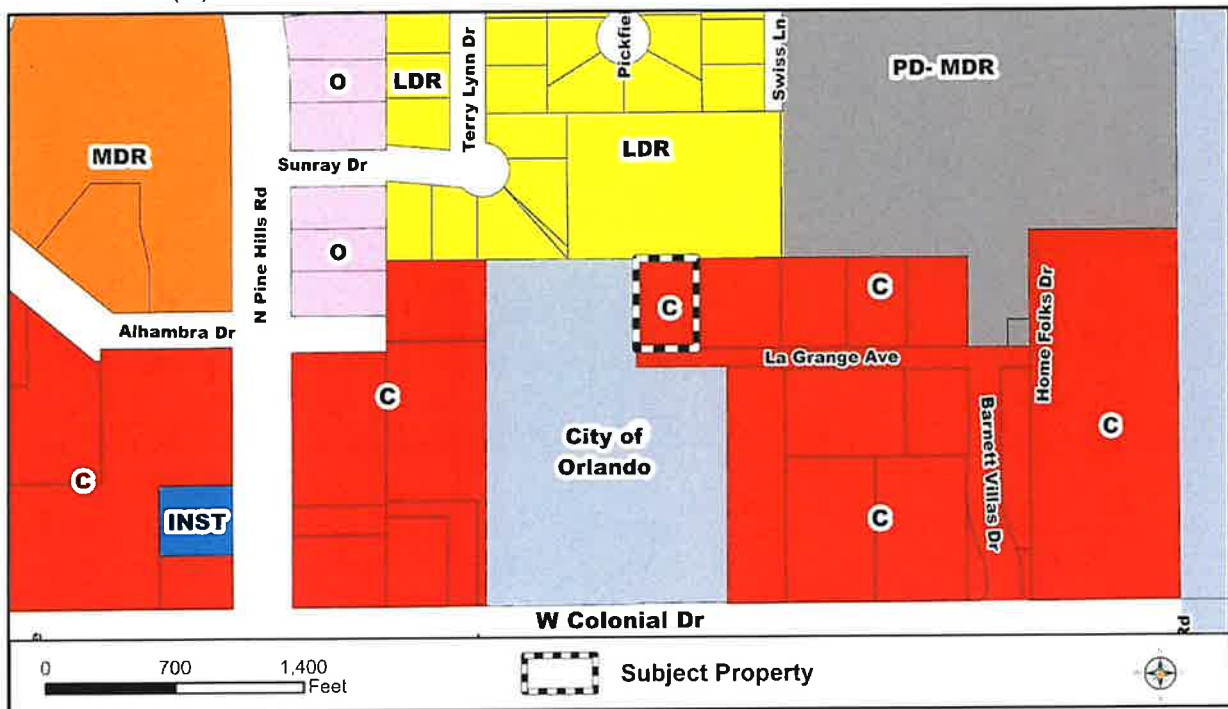 O
LDR
Terry Lynn Dr
Pickfie
Swiss Ln
PD- MDR
MDR
Sunray Dr
LDR
N Pine Hills Rd
O
C
C
Alhambra Dr
La Grange Ave
Home Folks Dr
C
City of
Orlando
Barnett Villas Dr
C
C
INST
C
W Colonial Dr
Rd
0 700 1,400
Feet
Subject Property